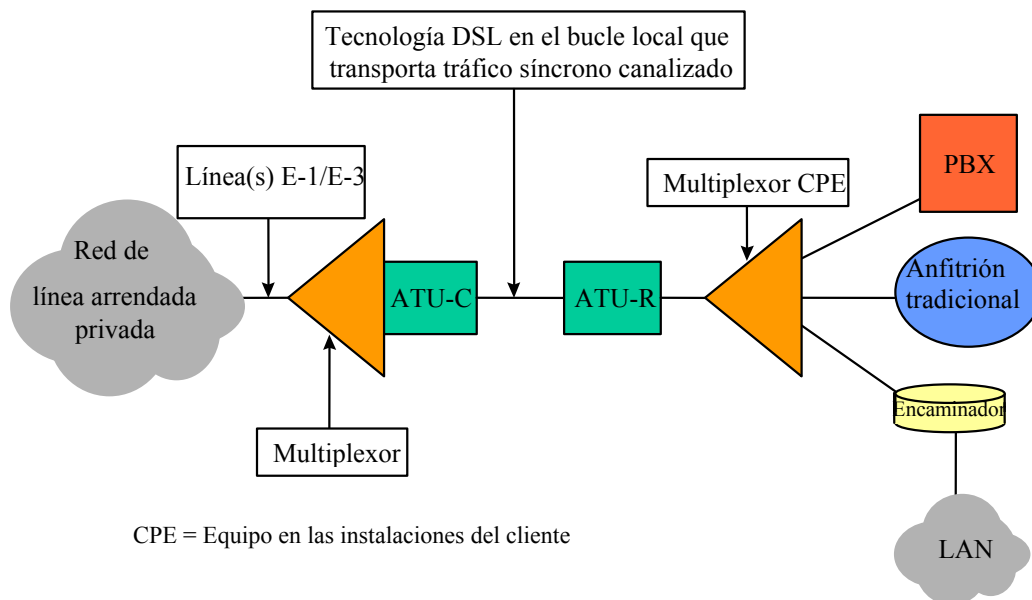 Tecnología DSL en el bucle local que
transporta tráfico síncrono canalizado
Línea(s) E-1/E-3
Multiplexor CPE
PBX
Red de
línea arrendada
privada
ATU-C
ATU-R
Anfitrión
tradicional
Encaminador
Multiplexor
CPE = Equipo en las instalaciones del cliente
LAN